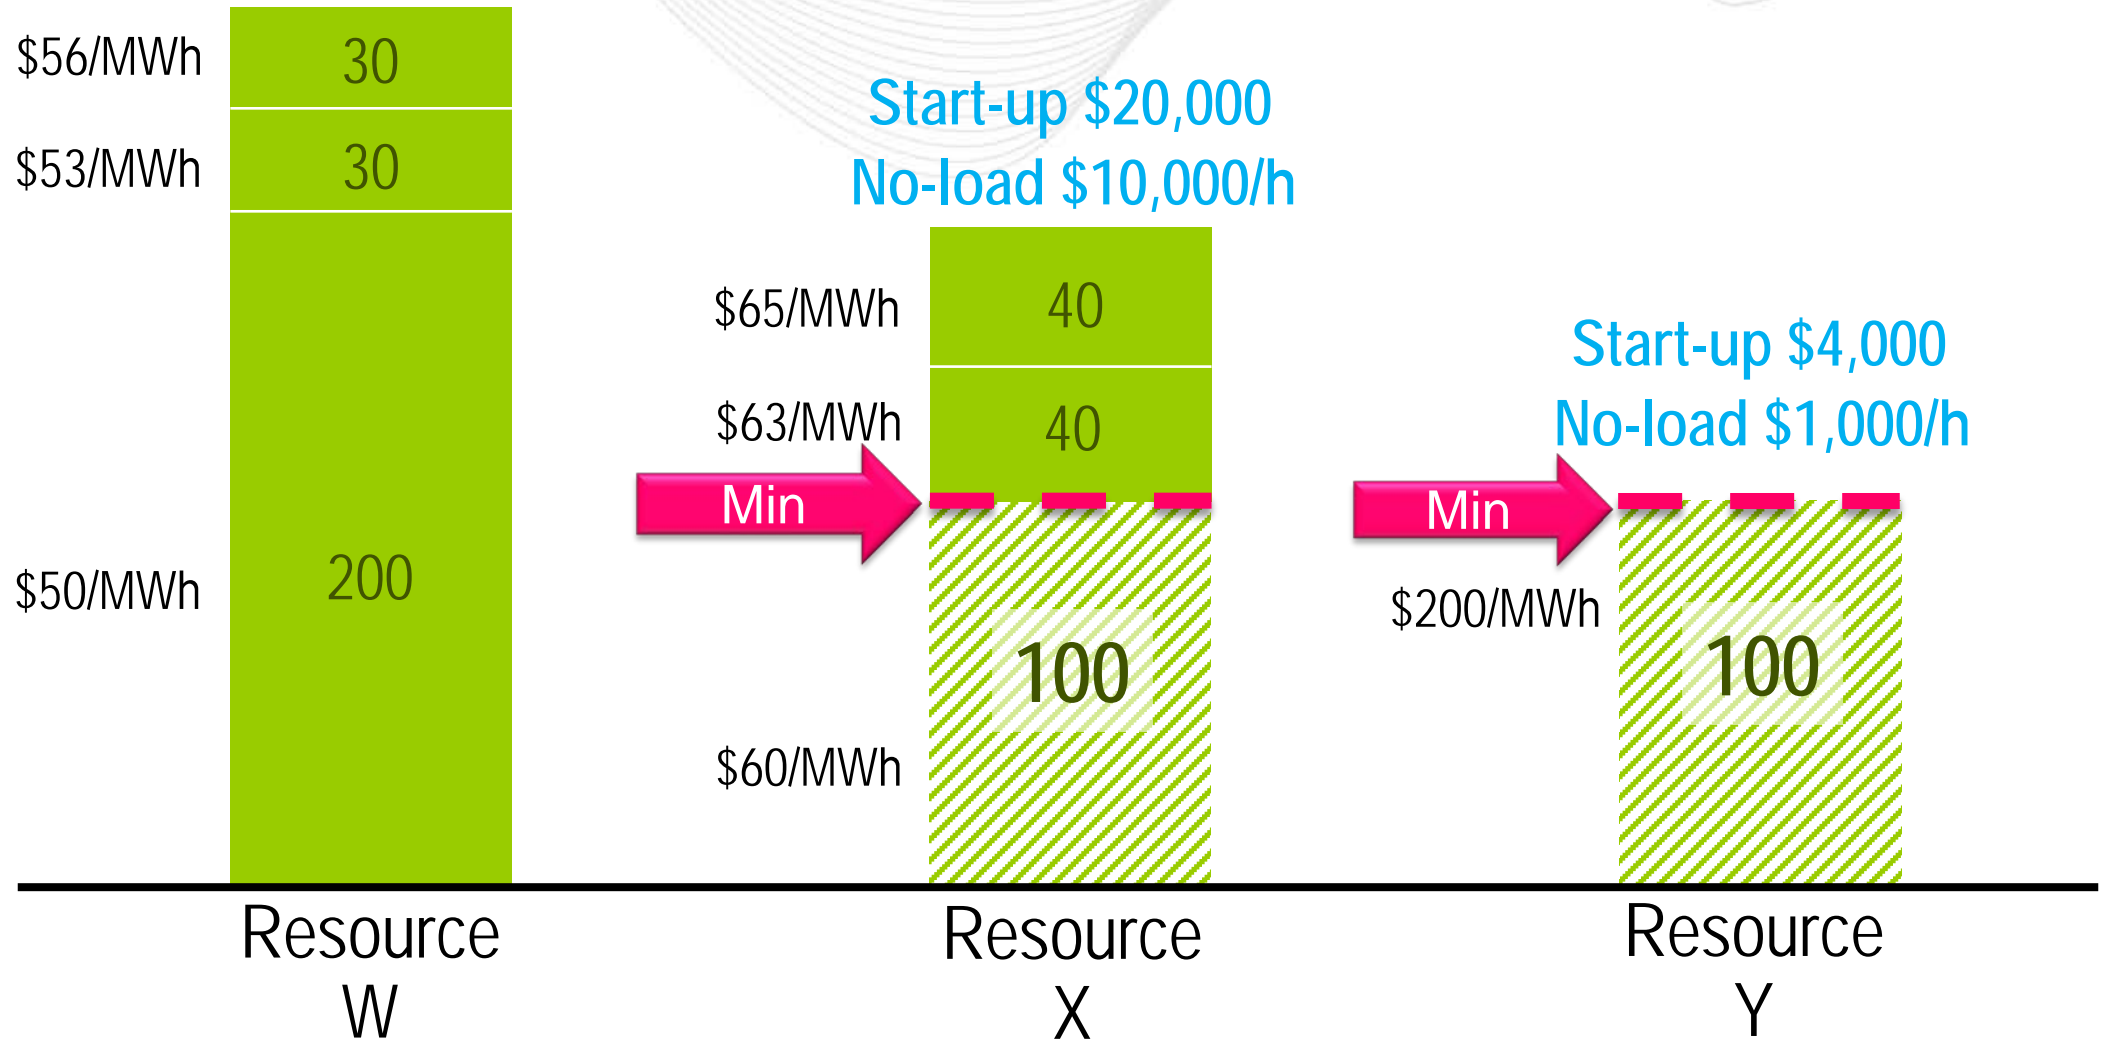 $56/MWh
30
$53/MWh
30
$50/MWh
200
Resource
W
Start-up $20,000
No-load $10,000/h
$65/MWh
40
$63/MWh
40
Min
100
$60/MWh
Resource
X
Start-up $4,000
No-load $1,000/h
Min
$200/MWh
100
Resource
Y